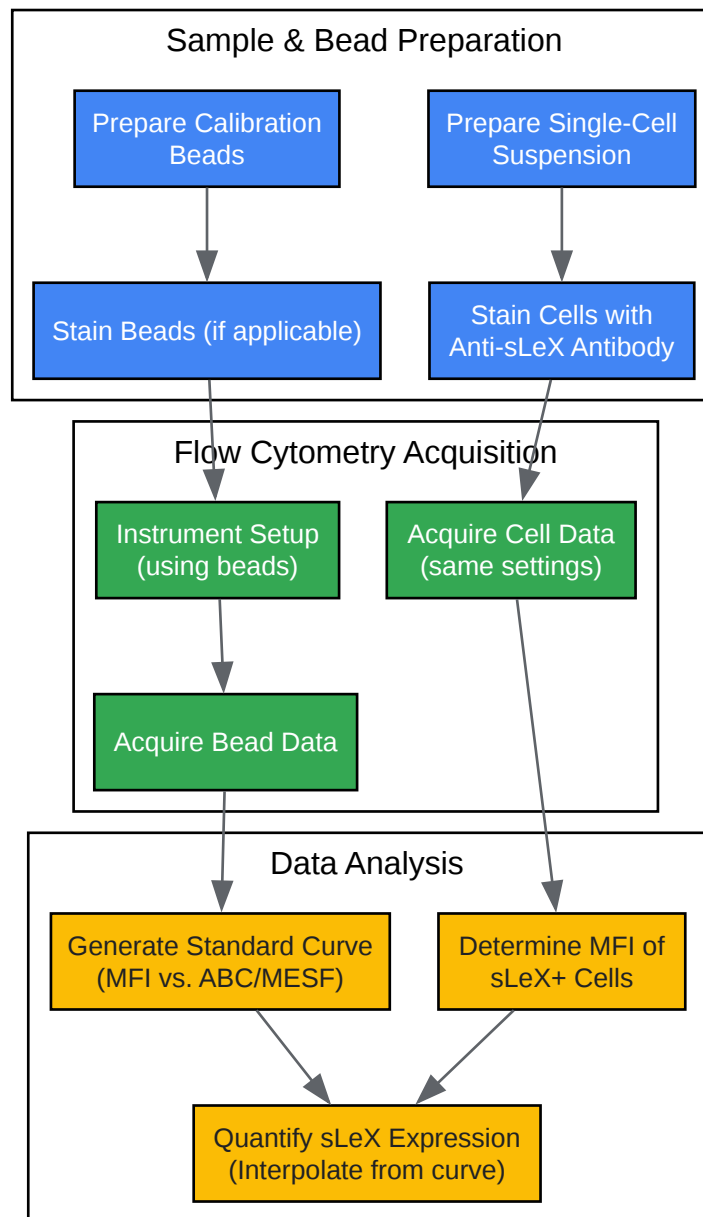 Sample & Bead Preparation
Prepare Calibration
Beads
Prepare Single-Cell
Suspension
Stain Beads (if applicable)
Stain Cells with
Anti-sLeX Antibody
Flow Cytometry Acquisition
Instrument Setup
(using beads)
Acquire Cell Data
(same settings)
Acquire Bead Data
Data Analysis
Generate Standard Curve
(MFI vs. ABC/MESF)
Determine MFI of
sLeX+ Cells
Quantify sLeX Expression
(Interpolate from curve)